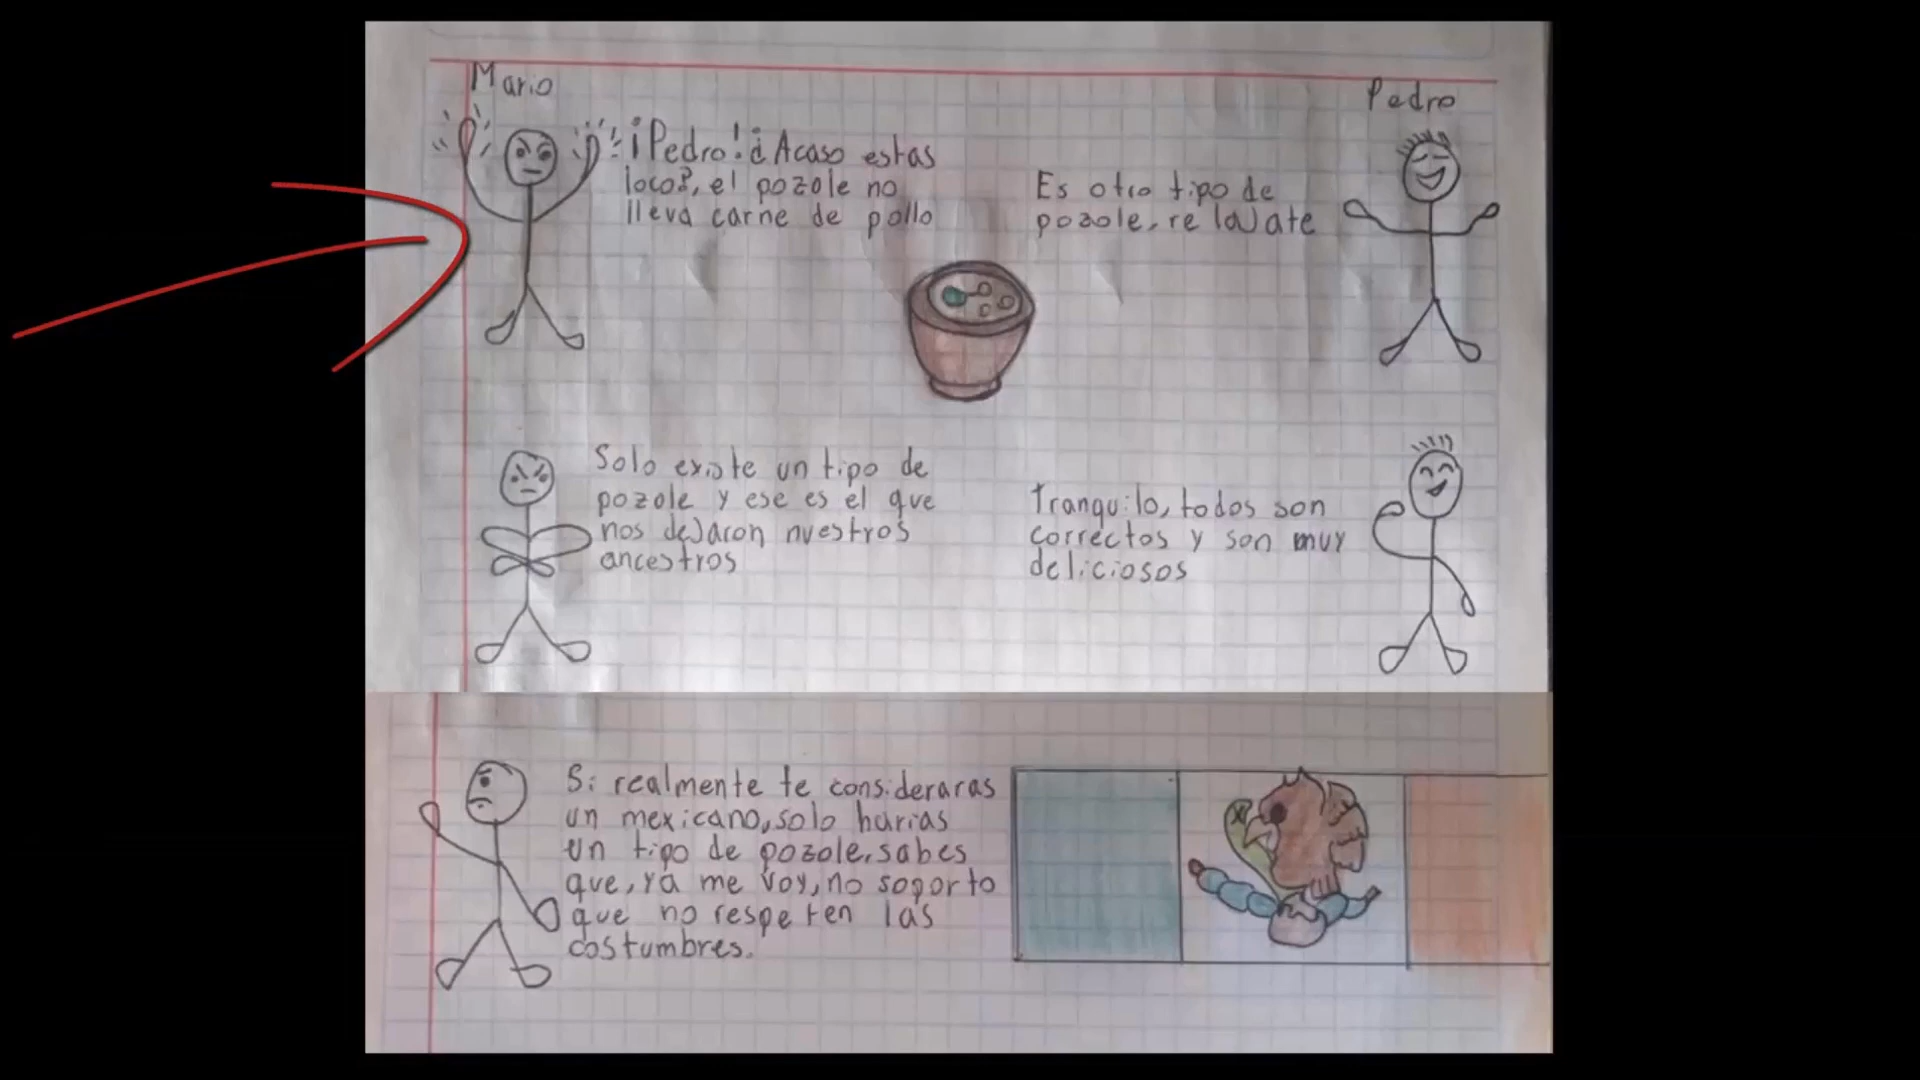 Mario
Pedro
¡Pedro! ¿Acaso estas
loco?, el pozole no
lleva carne de pollo
Es otro tipo de
pozole, relajate
Solo existe un tipo de
pozole y ese es el que
nos dejaron nuestros
ancestros
Tranquilo, todos son
correctos y son muy
deliciosos
Si realmente te consideraras
un mexicano, solo harias
un tipo de pozole, sabes
que, ya me voy, no soporto
que no respeten las
costumbres.